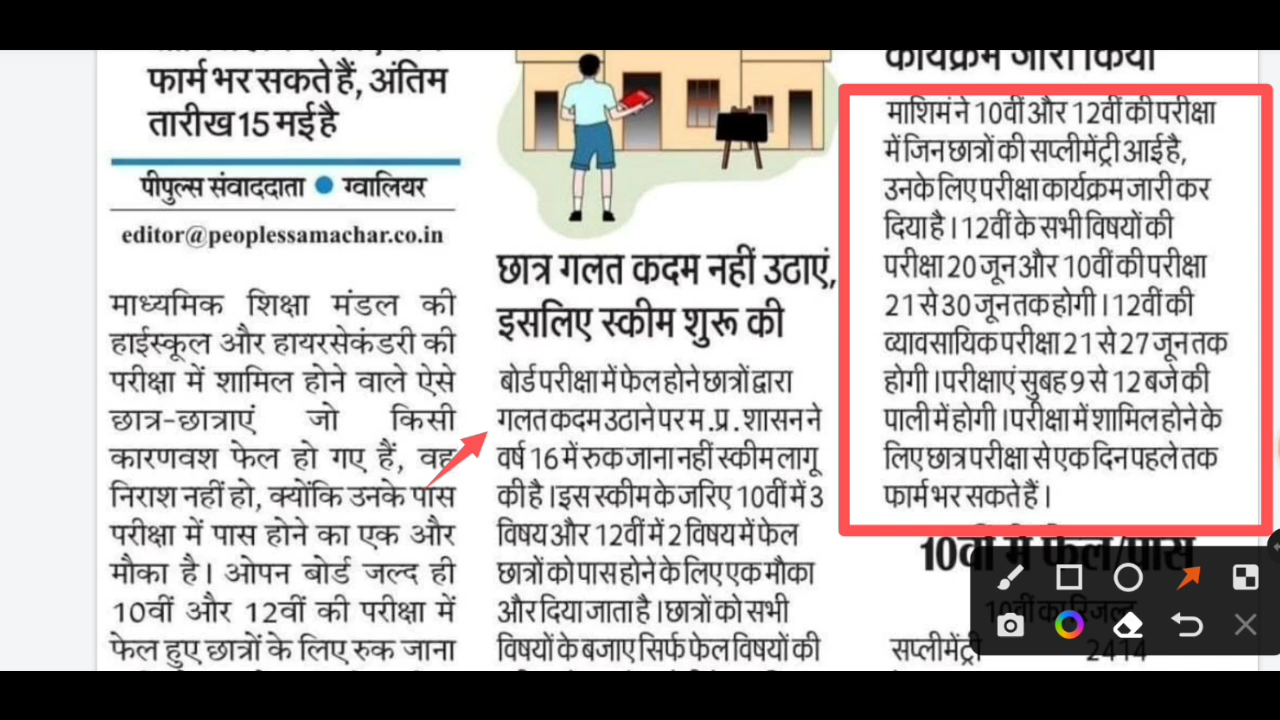 फार्म भर सकते हैं, अंतिम
तारीख 15 मई है
पीपुल्स संवाददाता ● ग्वालियर
editor@peoplessamachar.co.in
माध्यमिक शिक्षा मंडल की
हाईस्कूल और हायरसेकंडरी की
परीक्षा में शामिल होने वाले ऐसे
छात्र-छात्राएं जो किसी
कारणवश फेल हो गए हैं, वह
निराश नहीं हो, क्योंकि उनके पास
परीक्षा में पास होने का एक और
मौका है। ओपन बोर्ड जल्द ही
10वीं और 12वीं की परीक्षा में
फेल हुए छात्रों के लिए रुक जाना
छात्र गलत कदम नहीं उठाएं,
इसलिए स्कीम शुरू की
बोर्ड परीक्षा में फेल होने छात्रों द्वारा
गलत कदम उठाने पर म.प्र. शासन ने
वर्ष 16 में रुक जाना नहीं स्कीम लागू
की है। इस स्कीम के जरिए 10वीं में 3
विषय और 12वीं में 2 विषय में फेल
छात्रों को पास होने के लिए एक मौका
और दिया जाता है। छात्रों को सभी
विषयों के बजाए सिर्फ फेल विषयों की
कार्यक्रम जारी किया
माशिमं ने 10वीं और 12वीं की परीक्षा
में जिन छात्रों की सप्लीमेंट्री आई है,
उनके लिए परीक्षा कार्यक्रम जारी कर
दिया है। 12वीं के सभी विषयों की
परीक्षा 20 जून और 10वीं की परीक्षा
21 से 30 जून तक होगी। 12वीं की
व्यावसायिक परीक्षा 21 से 27 जून तक
होगी। परीक्षाएं सुबह 9 से 12 बजे की
पाली में होगी। परीक्षा में शामिल होने के
लिए छात्र परीक्षा से एक दिन पहले तक
फार्म भर सकते हैं।
10वीं में फेल/पास
10वीं का रिजल्ट
सप्लीमेंट्री 2414